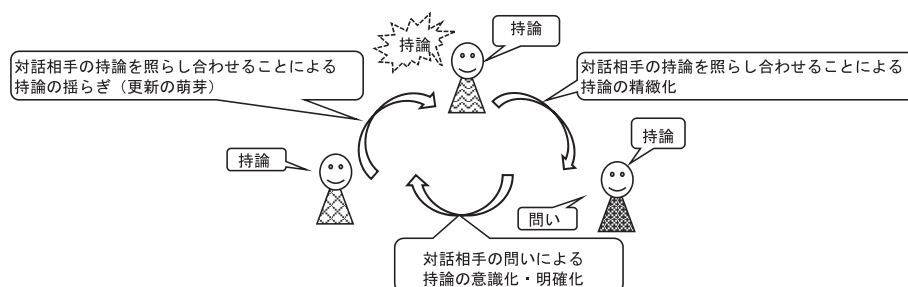 持論
持論
対話相手の持論を照らし合わせることによる
持論の揺らぎ（更新の萌芽）
対話相手の持論を照らし合わせることによる
持論の精緻化
持論
持論
問い
対話相手の問いによる
持論の意識化・明確化